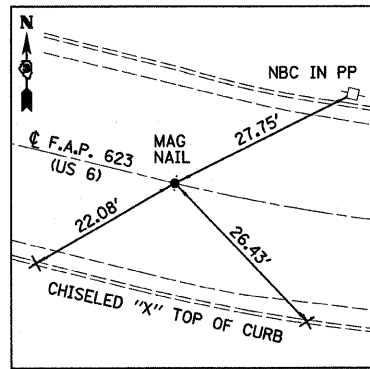 N
NBC IN PP
27.75'
℄ F.A.P. 623
(US 6)
MAG
NAIL
22.08'
26.43'
CHISELED "X" TOP OF CURB